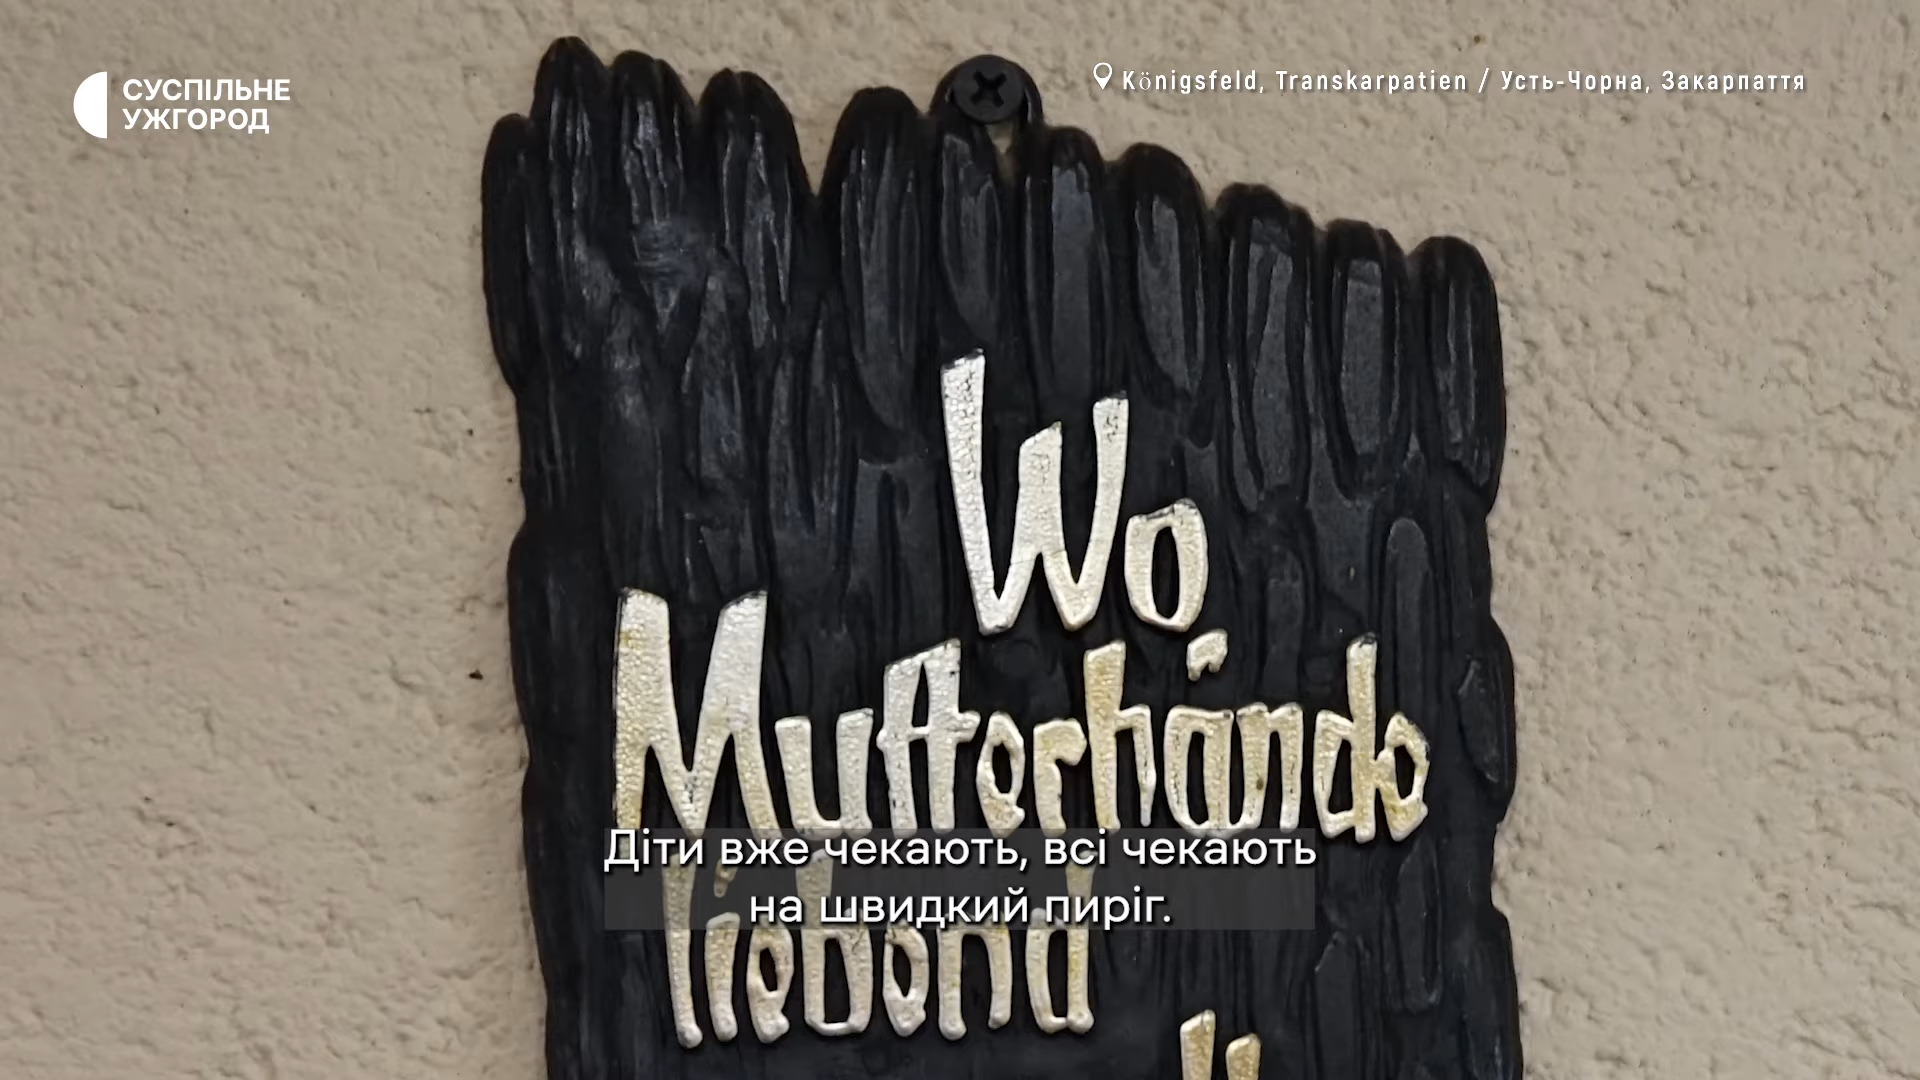 СУСПІЛЬНЕ
УЖГОРОД
Königsfeld, Transkarpatien / Усть-Чорна, Закарпаття
Wo
Mutterhände
liebend
Діти вже чекають, всі чекають
на швидкий пиріг.